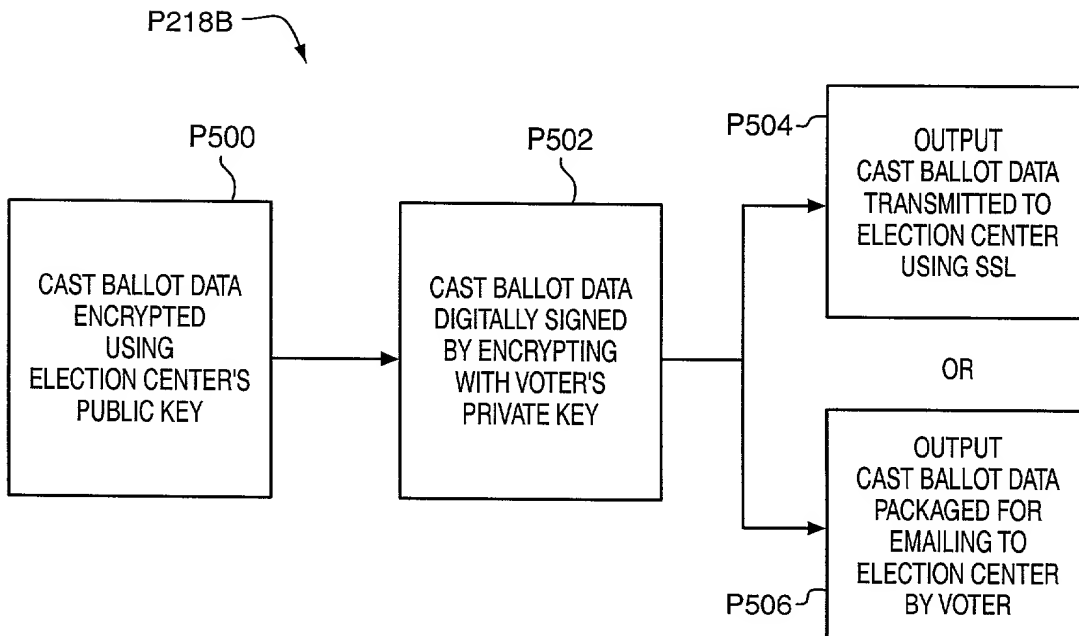 P218B
P500
CAST BALLOT DATA
ENCRYPTED
USING
ELECTION CENTER'S
PUBLIC KEY
P502
CAST BALLOT DATA
DIGITALLY SIGNED
BY ENCRYPTING
WITH VOTER'S
PRIVATE KEY
P504
OUTPUT
CAST BALLOT DATA
TRANSMITTED TO
ELECTION CENTER
USING SSL
OR
OUTPUT
CAST BALLOT DATA
PACKAGED FOR
EMAILING TO
ELECTION CENTER
BY VOTER
P506